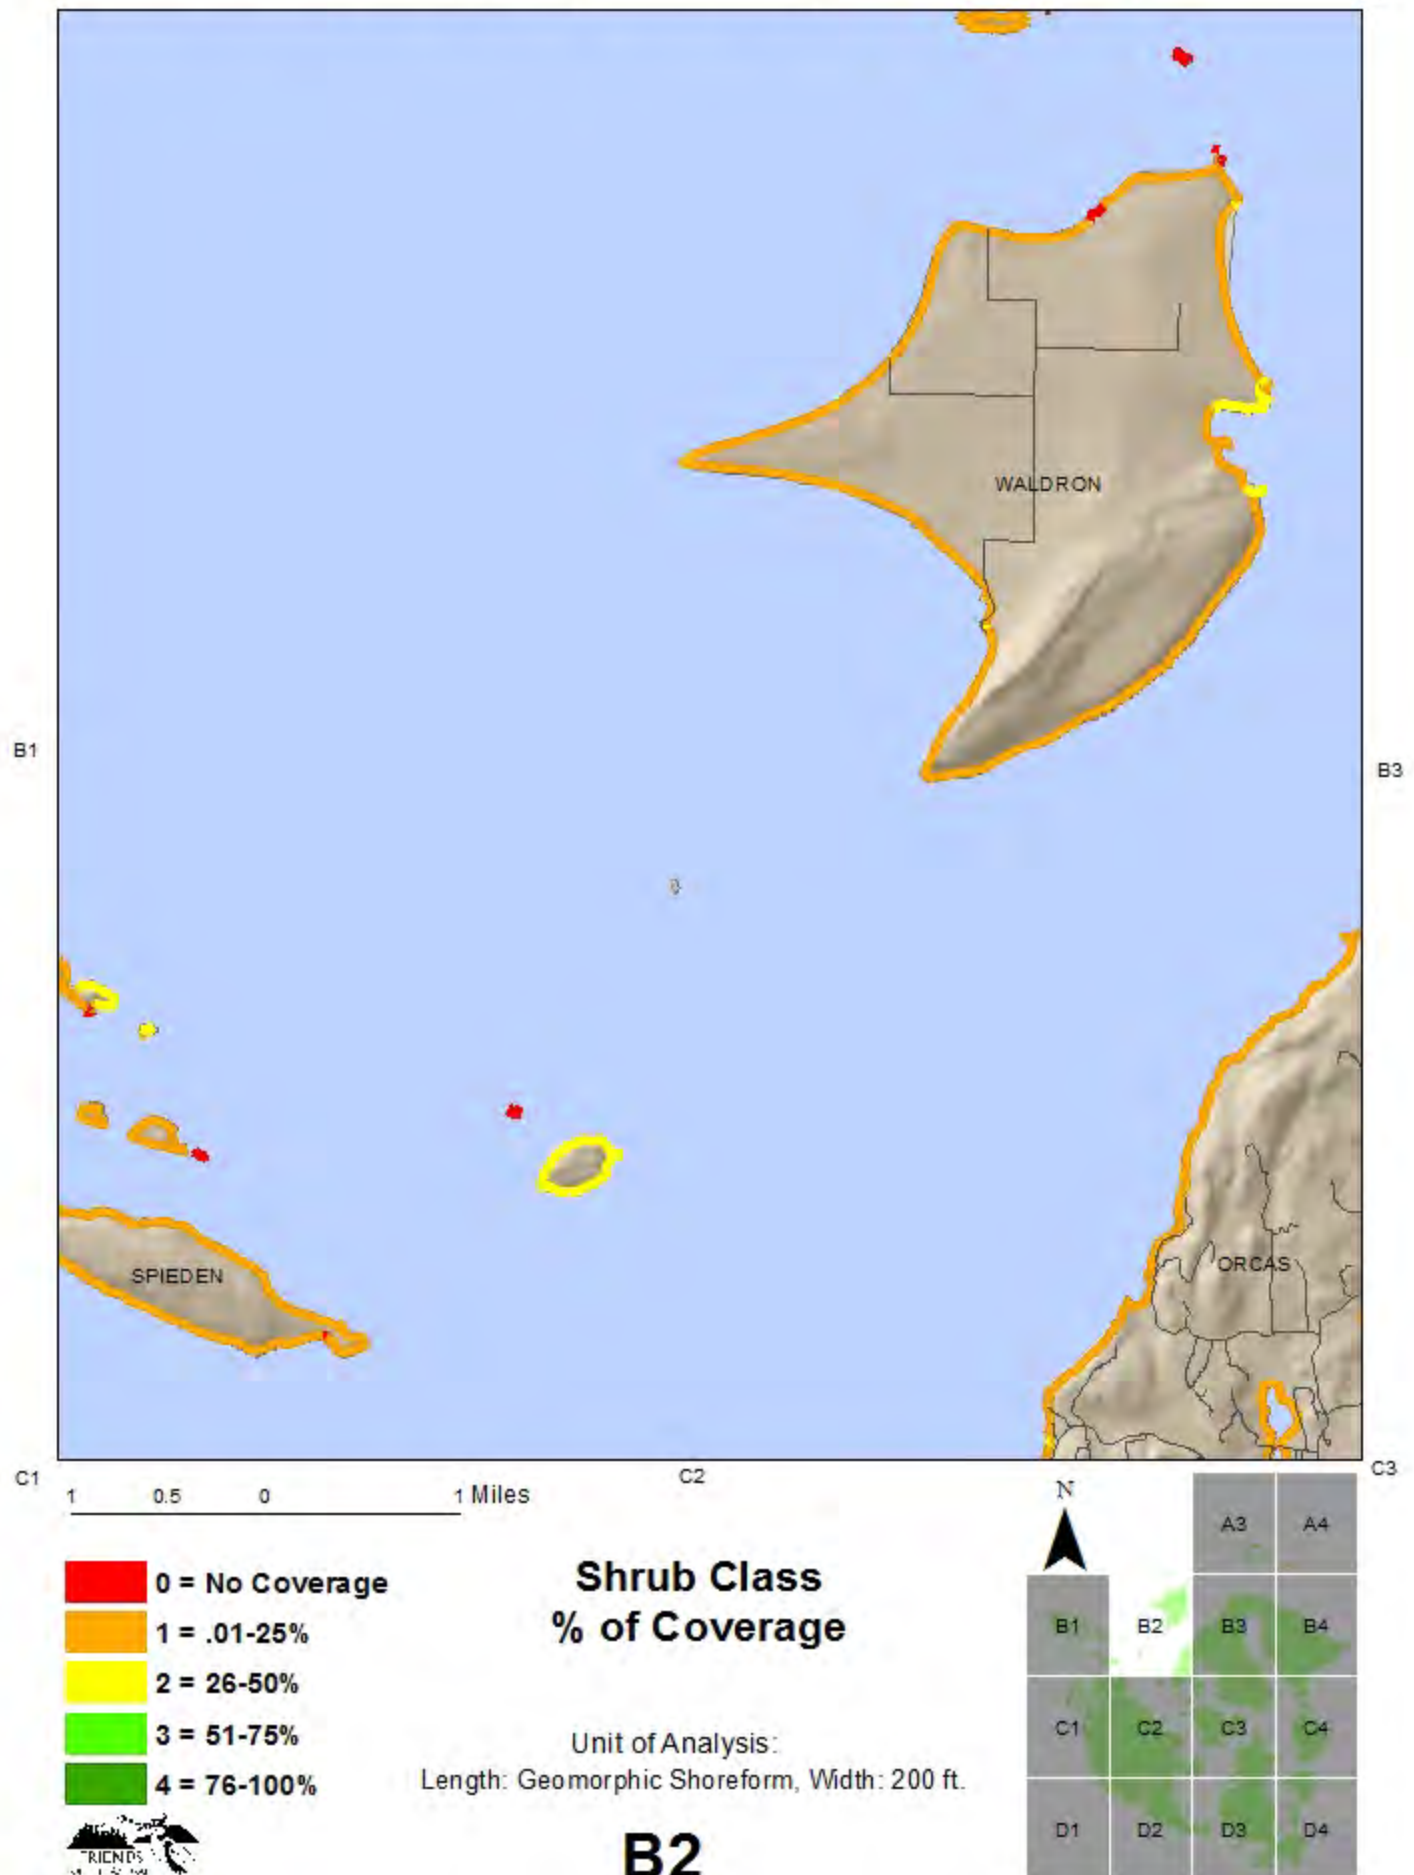 WALDRON
B1
B3
SPIEDEN
ORCAS
C1
C2
C3
1 0.5 0 1 Miles
N
0 = No Coverage
1 = .01-25%
2 = 26-50%
3 = 51-75%
4 = 76-100%
Shrub Class
% of Coverage
Unit of Analysis:
Length: Geomorphic Shoreform, Width: 200 ft.
B2
A3 A4
B1 B2 B3 B4
C1 C2 C3 C4
D1 D2 D3 D4
FRIENDS